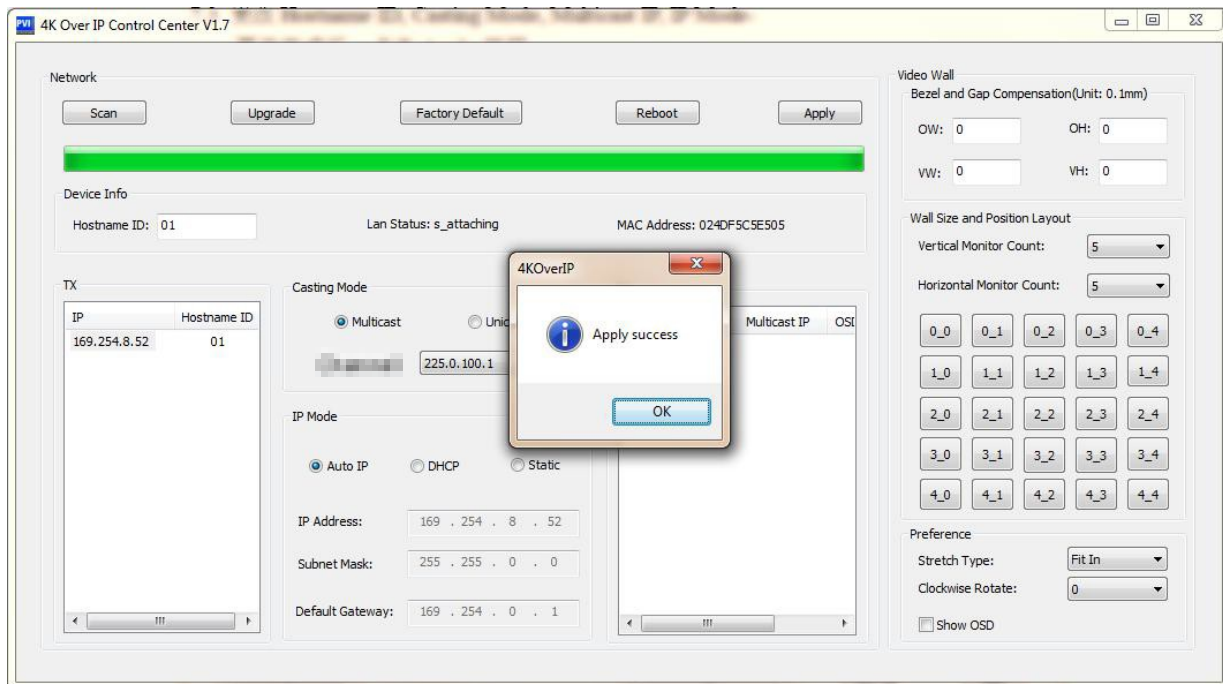 PVI 4K Over IP Control Center V1.7
Network
Scan Upgrade Factory Default Reboot Apply
Device Info
Hostname ID: 01 Lan Status: s_attaching MAC Address: 024DF5C5E505
TX
IP Hostname ID
169.254.8.52 01
Casting Mode
Multicast
225.0.100.1
IP Mode
Auto IP DHCP Static
IP Address: 169 . 254 . 8 . 52
Subnet Mask: 255 . 255 . 0 . 0
Default Gateway: 169 . 254 . 0 . 1
4KOverIP
Apply success
OK
Multicast IP
Video Wall
Bezel and Gap Compensation(Unit: 0.1mm)
OW: 0 OH: 0
VW: 0 VH: 0
Wall Size and Position Layout
Vertical Monitor Count: 5
Horizontal Monitor Count: 5
0_0 0_1 0_2 0_3 0_4
1_0 1_1 1_2 1_3 1_4
2_0 2_1 2_2 2_3 2_4
3_0 3_1 3_2 3_3 3_4
4_0 4_1 4_2 4_3 4_4
Preference
Stretch Type: Fit In
Clockwise Rotate: 0
Show OSD